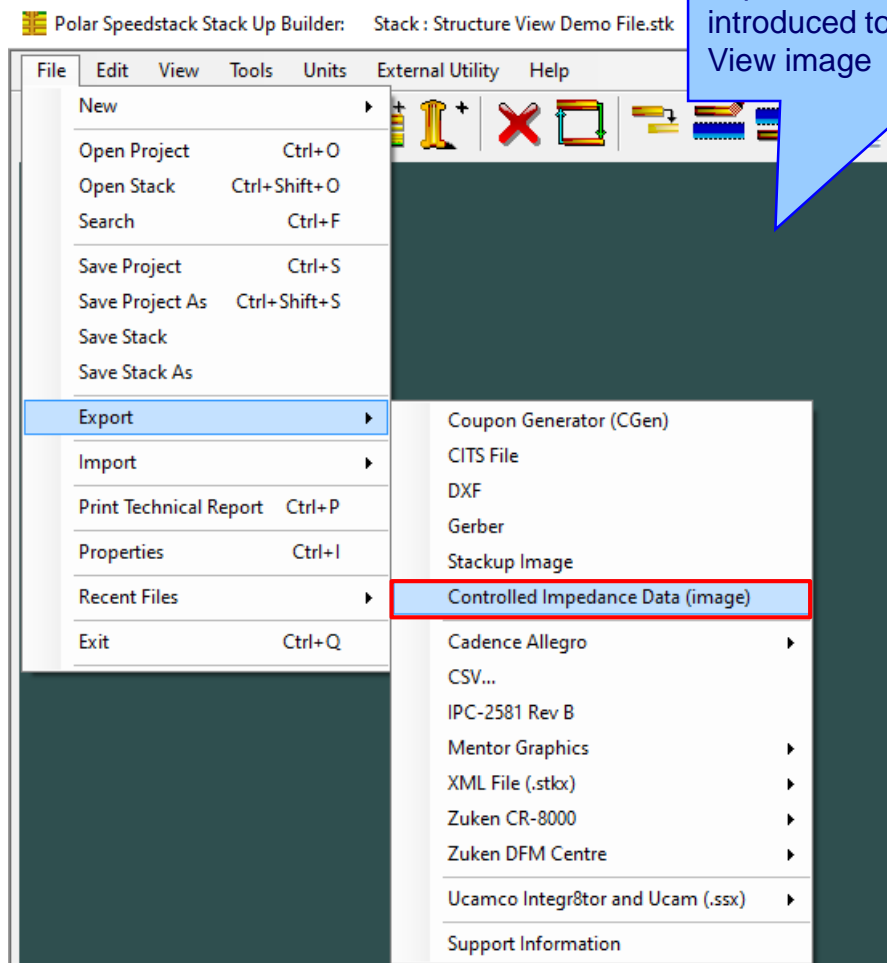 Polar Speedstack Stack Up Builder: Stack : Structure View Demo File.stk
introduced to
View image
File Edit View Tools Units External Utility Help
New
Open Project Ctrl+O
Open Stack Ctrl+Shift+O
Search Ctrl+F
Save Project Ctrl+S
Save Project As Ctrl+Shift+S
Save Stack
Save Stack As
Export
Import
Print Technical Report Ctrl+P
Properties Ctrl+I
Recent Files
Exit Ctrl+Q
Coupon Generator (CGen)
CITS File
DXF
Gerber
Stackup Image
Controlled Impedance Data (image)
Cadence Allegro
CSV...
IPC-2581 Rev B
Mentor Graphics
XML File (.stkx)
Zuken CR-8000
Zuken DFM Centre
Ucamco Integr8tor and Ucam (.ssx)
Support Information